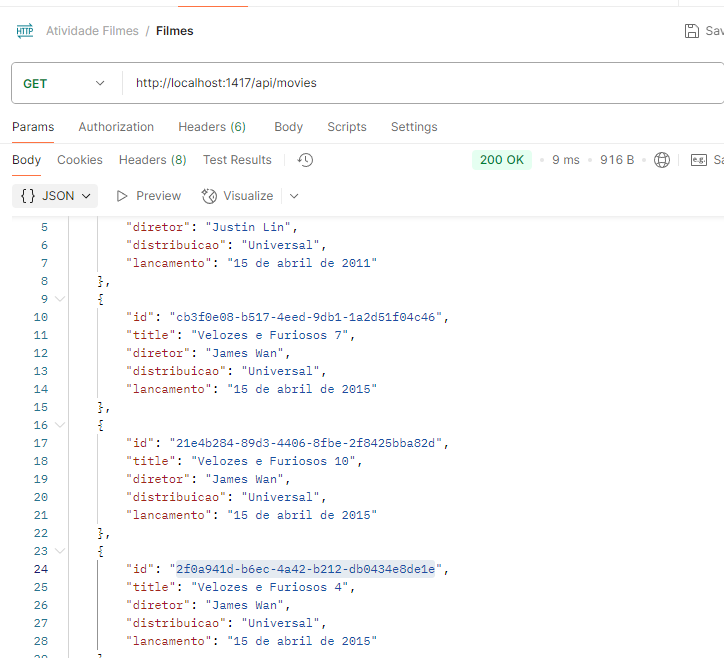 HTTP Atividade Filmes / Filmes
GET http://localhost:1417/api/movies
Params Authorization Headers (6) Body Scripts Settings
Body Cookies Headers (8) Test Results 200 OK 9 ms 916 B e.g.
{ } JSON Preview Visualize
5 "diretor": "Justin Lin",
6 "distribuicao": "Universal",
7 "lancamento": "15 de abril de 2011"
8 },
9 {
10 "id": "cb3f0e08-b517-4eed-9db1-1a2d51f04c46",
11 "title": "Velozes e Furiosos 7",
12 "diretor": "James Wan",
13 "distribuicao": "Universal",
14 "lancamento": "15 de abril de 2015"
15 },
16 {
17 "id": "21e4b284-89d3-4406-8fbe-2f8425bba82d",
18 "title": "Velozes e Furiosos 10",
19 "diretor": "James Wan",
20 "distribuicao": "Universal",
21 "lancamento": "15 de abril de 2015"
22 },
23 {
24 "id": "2f0a941d-b6ec-4a42-b212-db0434e8de1e",
25 "title": "Velozes e Furiosos 4",
26 "diretor": "James Wan",
27 "distribuicao": "Universal",
28 "lancamento": "15 de abril de 2015"